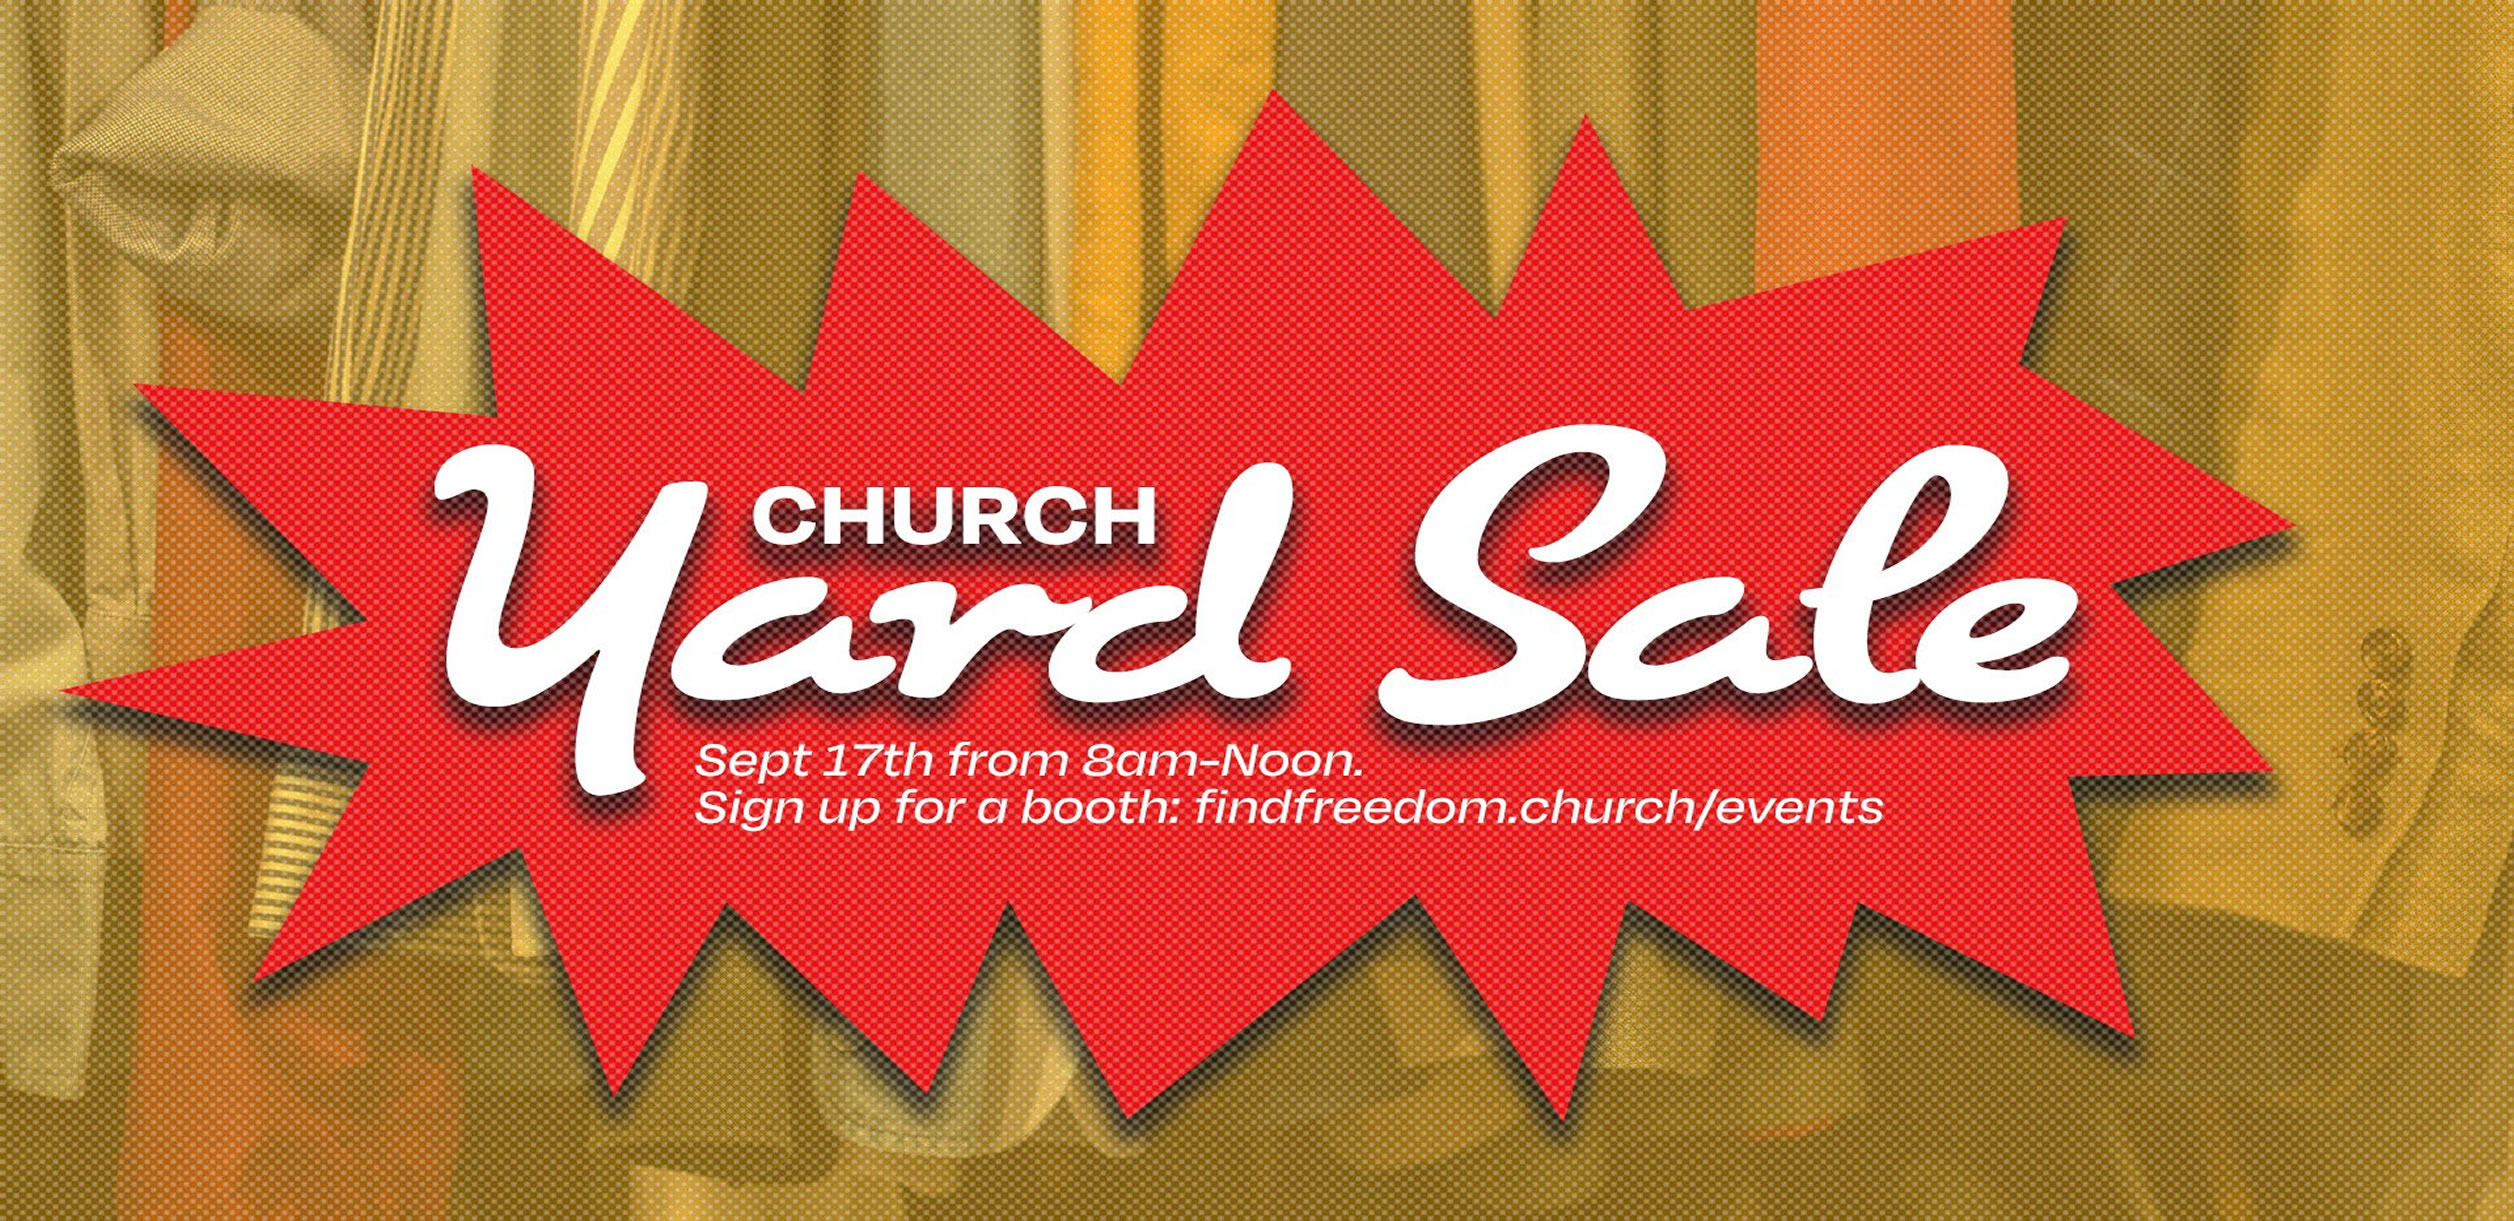 CHURCH
Yard Sale
Sept 17th from 8am-Noon.
Sign up for a booth: findfreedom.church/events